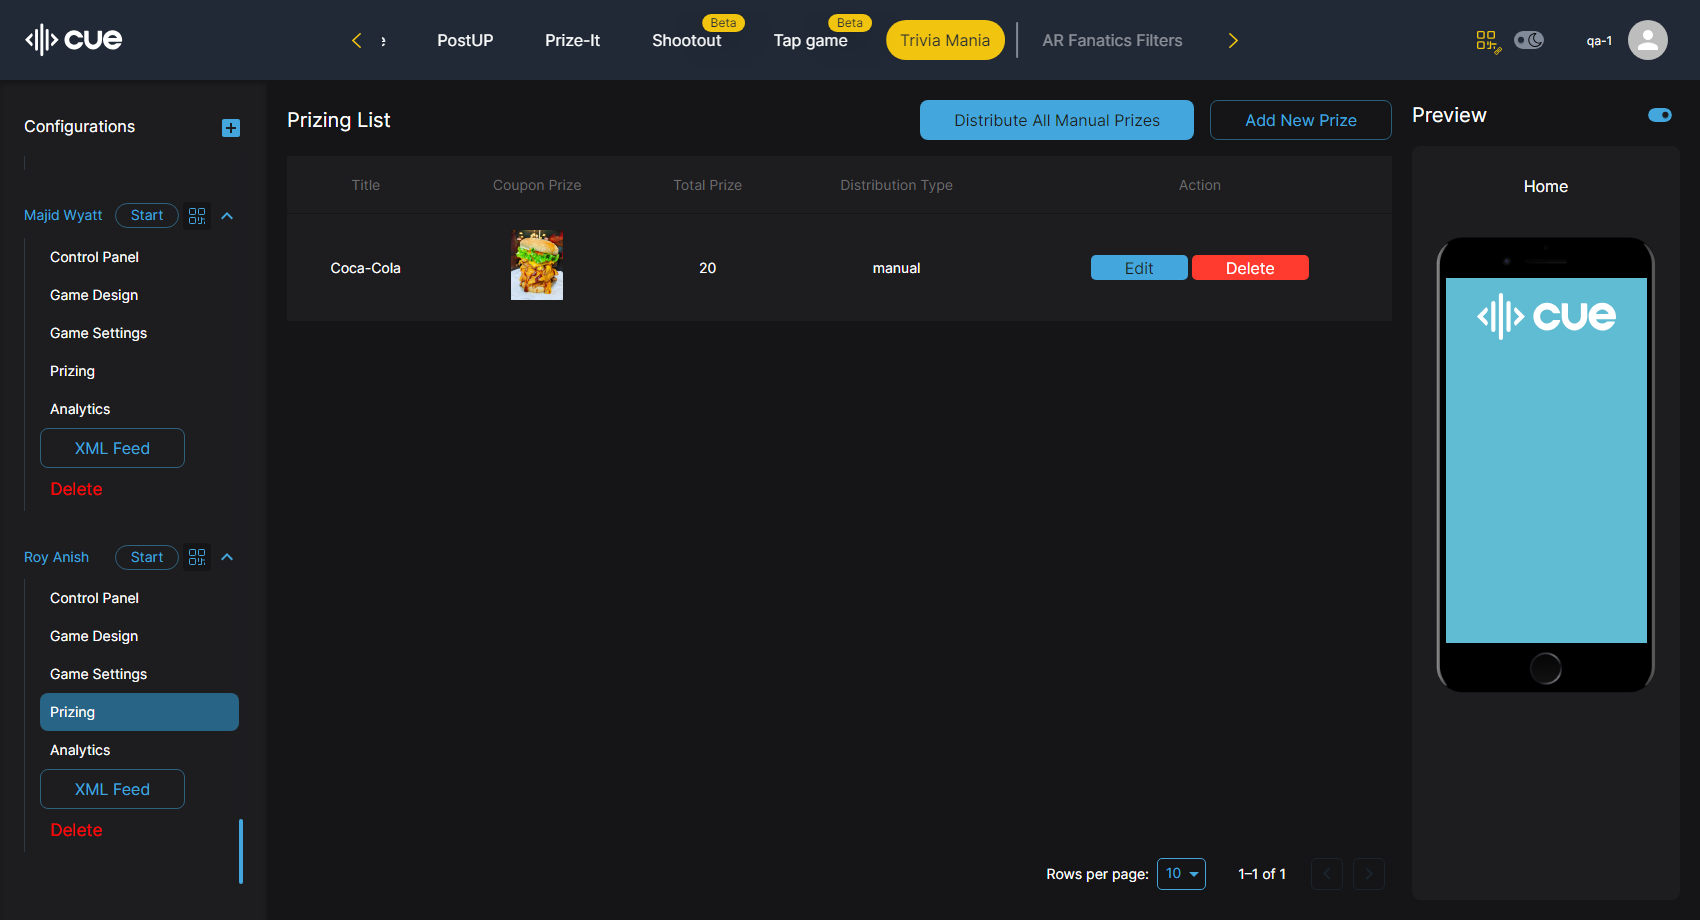 cue
PostUP
Prize-It
Shootout
Beta
Tap game
Beta
Trivia Mania
AR Fanatics Filters
qa-1
Configurations
Majid Wyatt
Start
Control Panel
Game Design
Game Settings
Prizing
Analytics
XML Feed
Delete
Roy Anish
Start
Control Panel
Game Design
Game Settings
Prizing
Analytics
XML Feed
Delete
Prizing List
Distribute All Manual Prizes
Add New Prize
Title Coupon Prize Total Prize Distribution Type Action
Coca-Cola 20 manual Edit Delete
Rows per page: 10 1–1 of 1
Preview
Home
cue